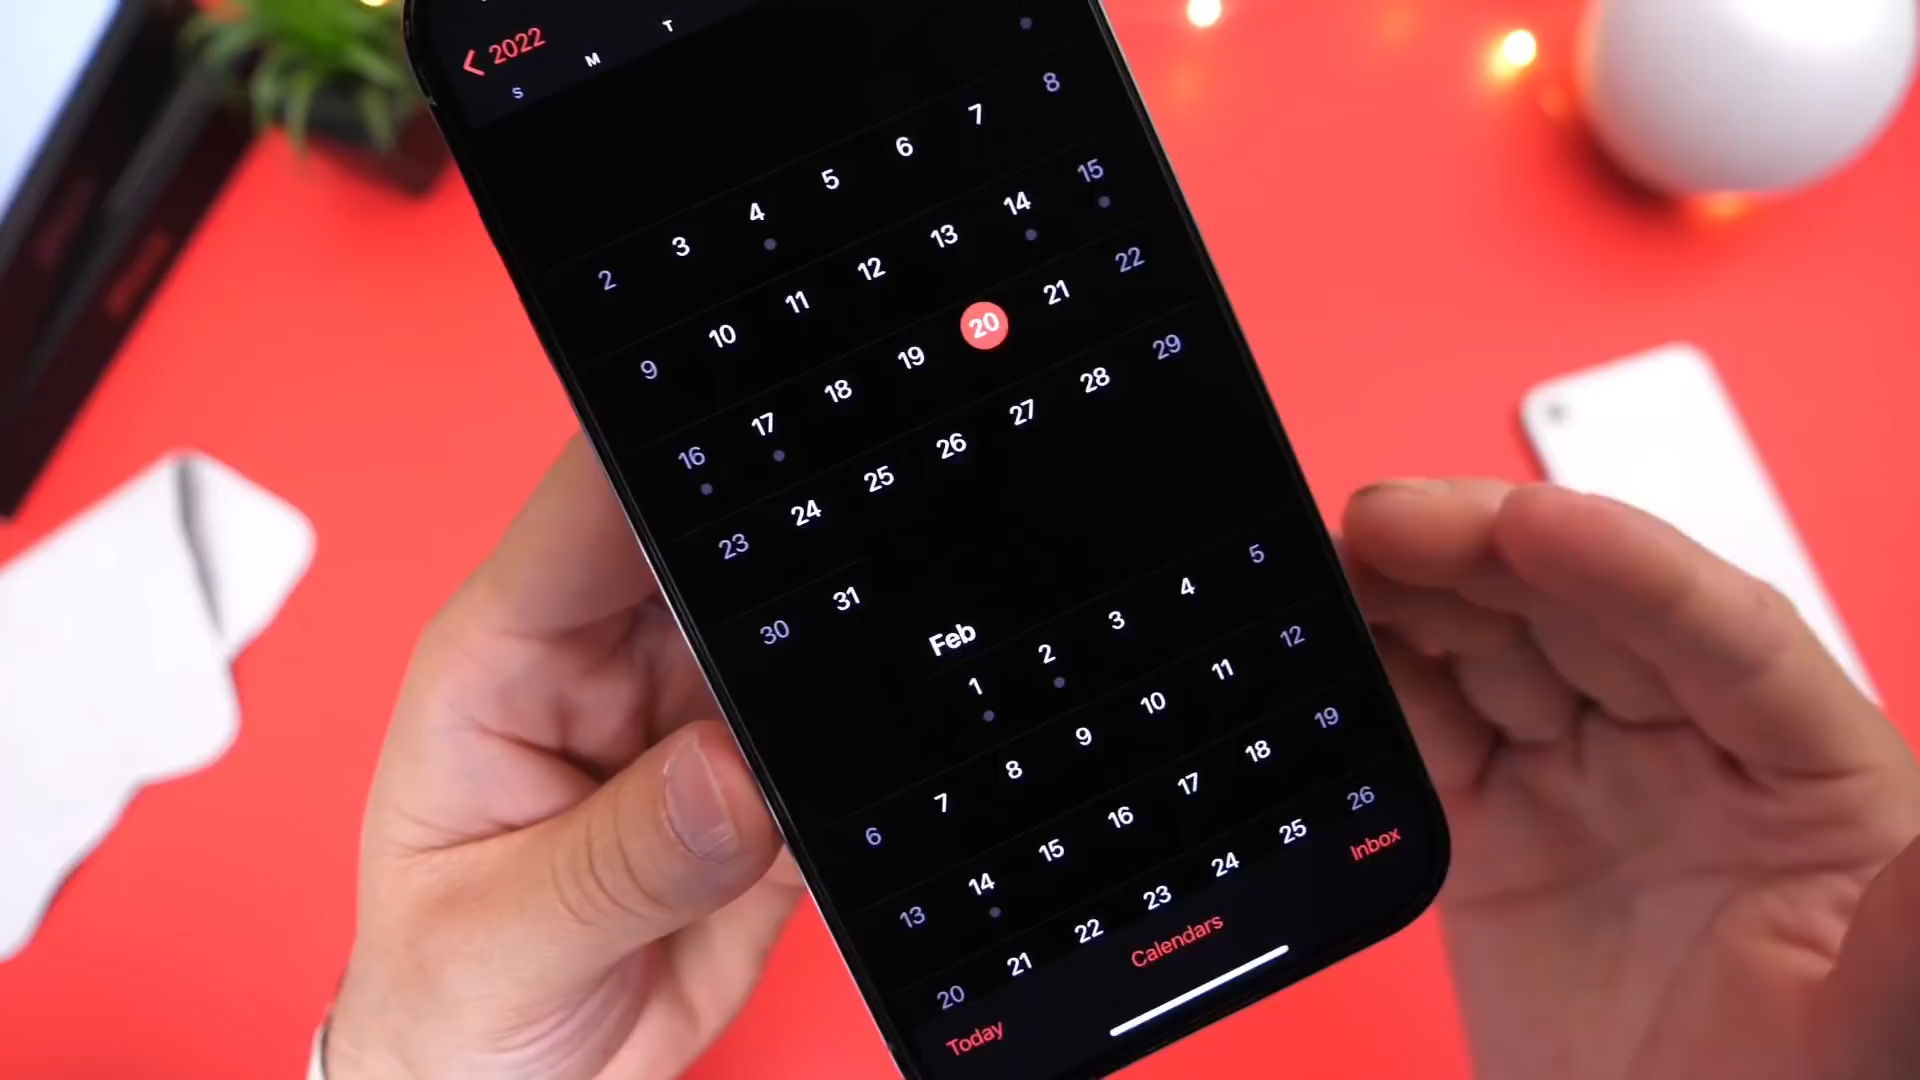 2022
S M T
2 3 4 5 6 7 8
9 10 11 12 13 14 15
16 17 18 19 20 21 22
23 24 25 26 27 28 29
30 31
Feb
1 2 3 4 5
6 7 8 9 10 11 12
13 14 15 16 17 18 19
20 21 22 23 24 25 26
Today Calendars Inbox